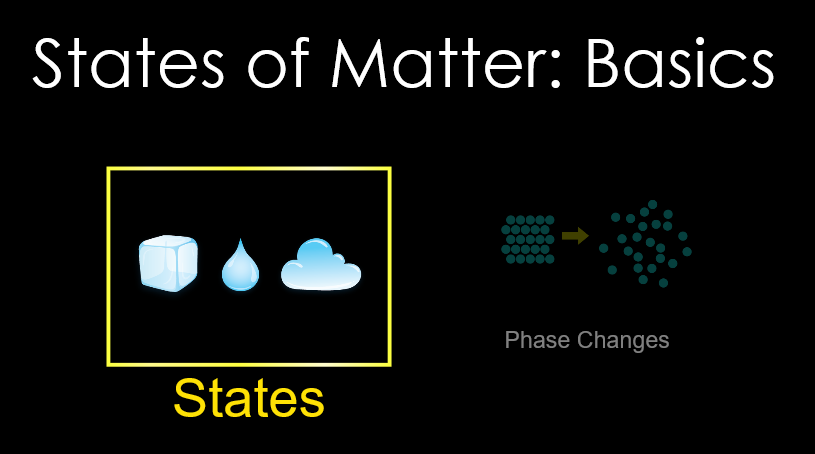 States of Matter: Basics
Phase Changes
States